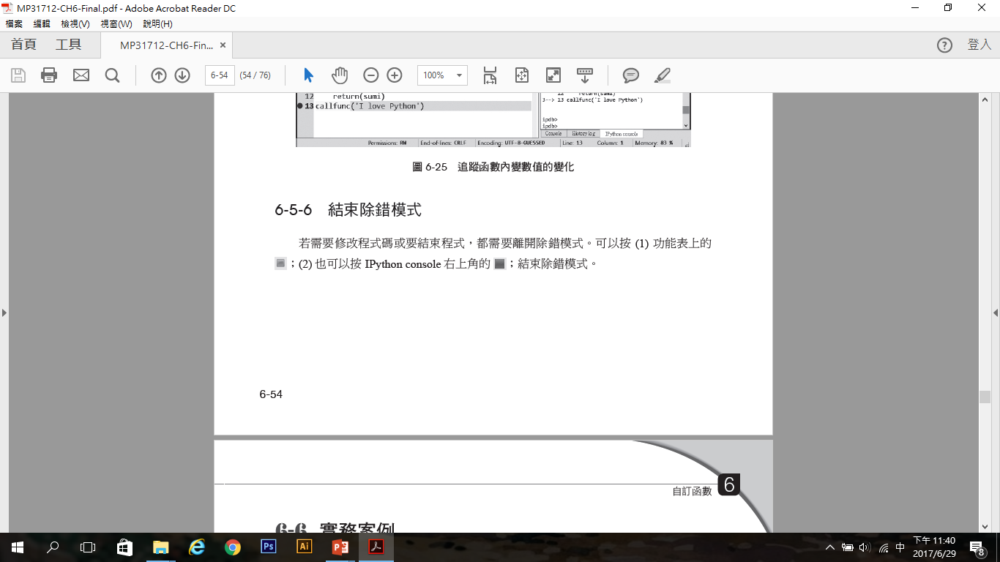 MP31712-CH6-Final.pdf - Adobe Acrobat Reader DC
檔案 編輯 檢視(V) 視窗(W) 說明(H)
首頁 工具 MP31712-CH6-Fin... × ? 登入
6-54 (54 / 76) 100%
12 return(sumi)
13 callfunc('I love Python')
12 return(sumi)
3--> 13 callfunc('I love Python')
ipdb>
ipdb>
Console History log IPython console
Permissions: RW End-of-lines: CRLF Encoding: UTF-8-GUESSED Line: 13 Column: 1 Memory: 83 %
圖 6-25 追蹤函數內變數值的變化
6-5-6 結束除錯模式
若需要修改程式碼或要結束程式，都需要離開除錯模式。可以按 (1) 功能表上的
；(2) 也可以按 IPython console 右上角的 ；結束除錯模式。
6-54
自訂函數 6
6-6 實務案例
Ps Ai 中 下午 11:40
2017/6/29 8